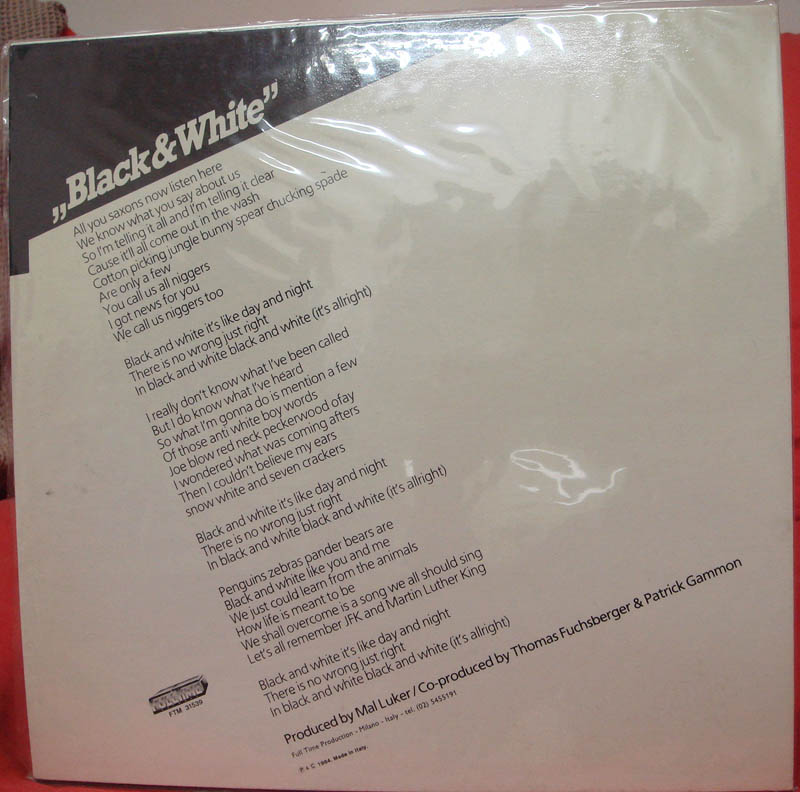 „Black & White”
All you saxons now listen here
We know what you say about us
So I'm telling it all and I'm telling it clear
Cause it'll all come out in the wash
Cotton picking jungle bunny spear chucking spade
Are only a few
You call us all niggers
I got news for you
We call us niggers too
Black and white it's like day and night
There is no wrong just right
In black and white black and white (it's allright)
I really don't know what I've been called
But I do know what I've heard
So what I'm gonna do is mention a few
Of those anti white boy words
Joe blow red neck peckerwood ofay
I wondered what was coming afters
Then I couldn't believe my ears
snow white and seven crackers
Black and white it's like day and night
There is no wrong just right
In black and white black and white (it's allright)
Penguins zebras pander bears are
Black and white like you and me
We just could learn from the animals
How life is meant to be
We shall overcome is a song we all should sing
Let's all remember JFK and Martin Luther King
Black and white it's like day and night
There is no wrong just right
In black and white black and white (it's allright)
Produced by Mal Luker / Co-produced by Thomas Fuchsberger & Patrick Gammon
Full Time Production - Milano - Italy - tel. (02) 5455191
P. + C. 1984. Made in Italy.
FULLTIME
FTM 31539